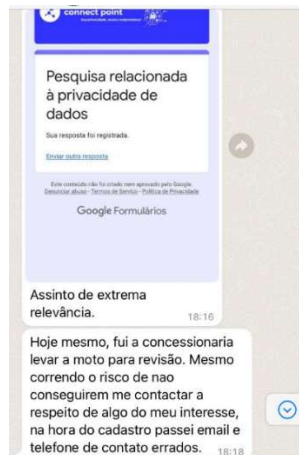 connect point
Pesquisa relacionada
à privacidade de
dados
Sua resposta foi registrada.
Enviar outra resposta
Este conteúdo não foi criado nem aprovado pelo Google.
Denunciar abuso - Termos de Serviço - Política de Privacidade
Google Formulários
Assinto de extrema
relevância.
18:16
Hoje mesmo, fui a concessionaria
levar a moto para revisão. Mesmo
correndo o risco de nao
conseguirem me contactar a
respeito de algo do meu interesse,
na hora do cadastro passei email e
telefone de contato errados. 18:18